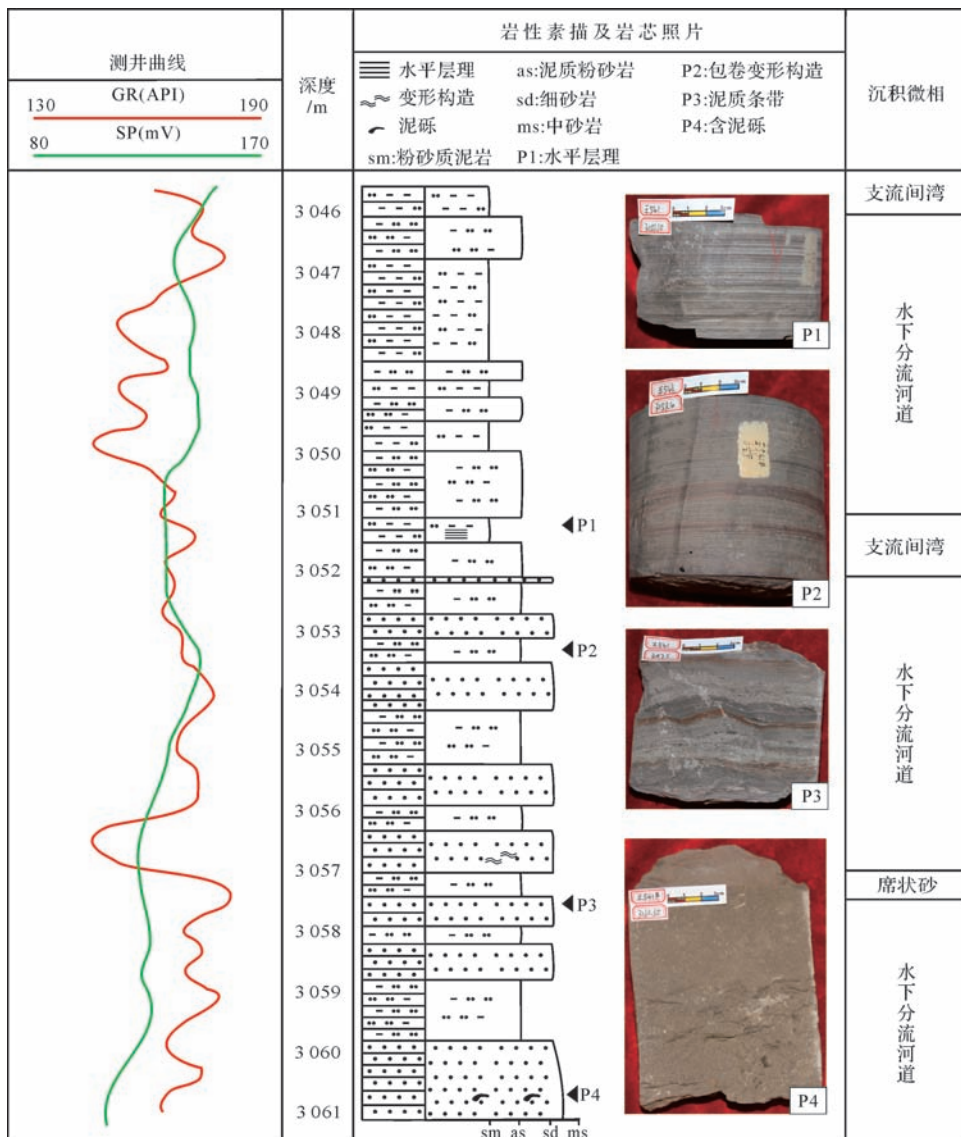 岩性素描及岩芯照片
测井曲线
GR(API)
130 190
SP(mV)
80 170
深度
/m
水平层理 as:泥质粉砂岩 P2:包卷变形构造
变形构造 sd:细砂岩 P3:泥质条带
泥砾 ms:中砂岩 P4:含泥砾
sm:粉砂质泥岩 P1:水平层理
沉积微相
3 046
3 047
3 048
3 049
3 050
3 051
3 052
3 053
3 054
3 055
3 056
3 057
3 058
3 059
3 060
3 061
P1
P2
P3
P4
sm as sd ms
P1
P2
P3
P4
支流间湾
水下分流河道
支流间湾
水下分流河道
席状砂
水下分流河道